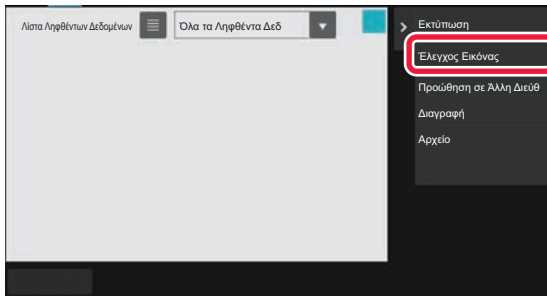 Λίστα Ληφθέντων Δεδομένων
Όλα τα Ληφθέντα Δεδ
Εκτύπωση
Έλεγχος Εικόνας
Προώθηση σε Άλλη Διεύθ
Διαγραφή
Αρχείο